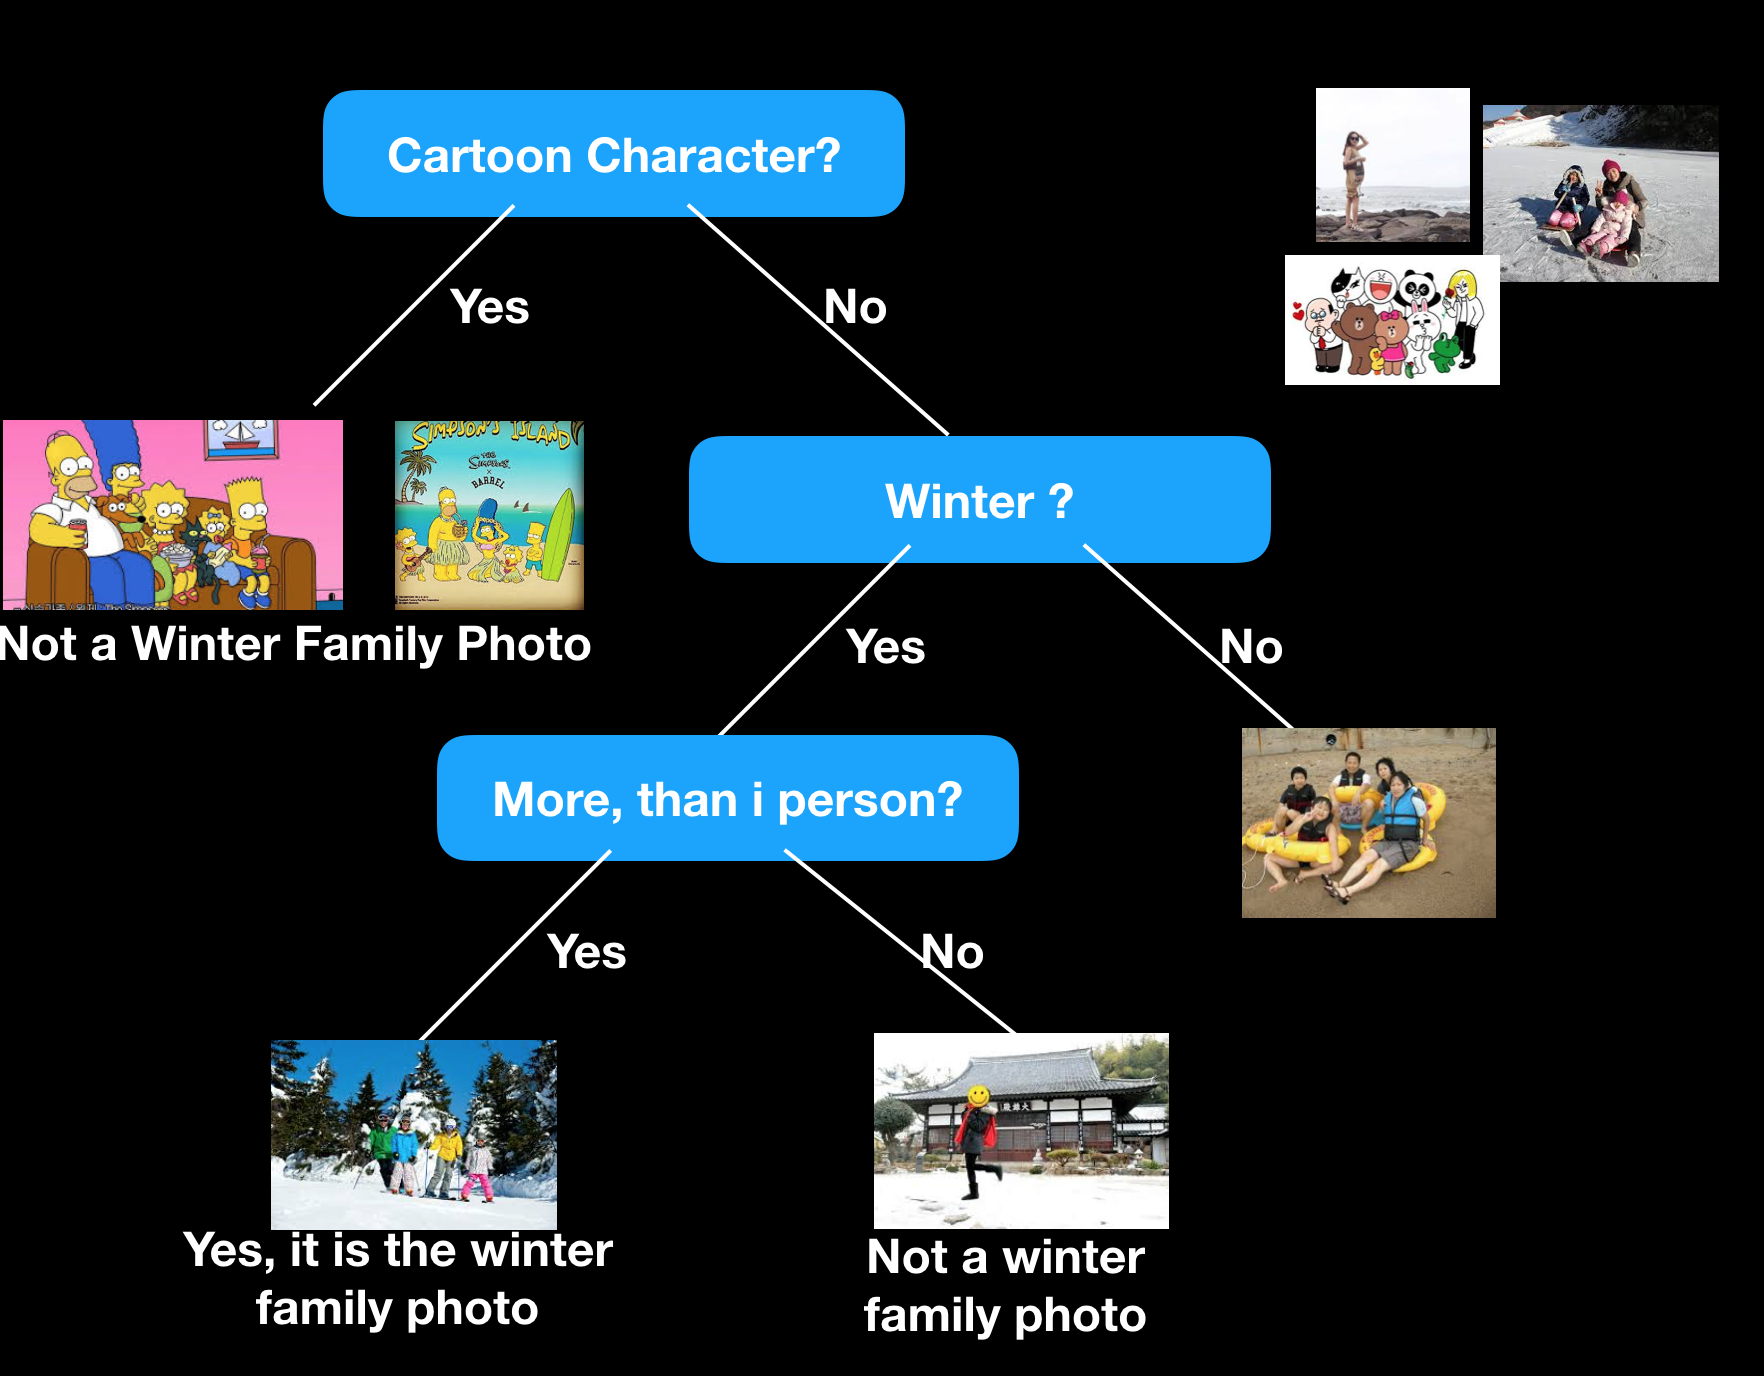 Cartoon Character?
Yes
No
SIMPSON'S ISLAND
THE
SIMPSONS
X
BARREL
Winter ?
Not a Winter Family Photo
Yes
No
More, than i person?
Yes
No
Yes, it is the winter
family photo
Not a winter
family photo